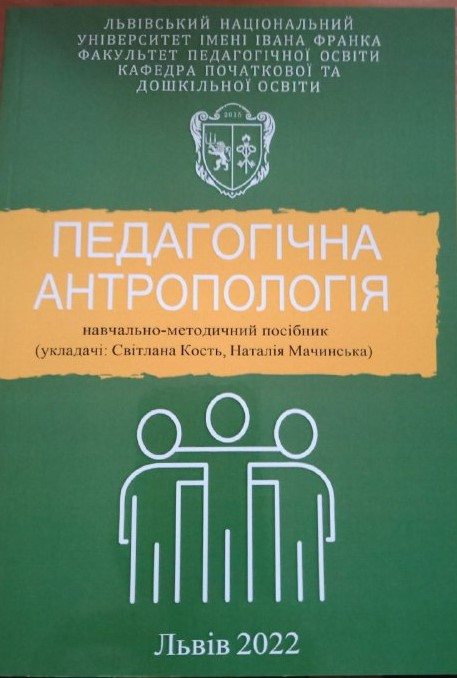 ЛЬВІВСЬКИЙ НАЦІОНАЛЬНИЙ
УНІВЕРСИТЕТ ІМЕНІ ІВАНА ФРАНКА
ФАКУЛЬТЕТ ПЕДАГОГІЧНОЇ ОСВІТИ
КАФЕДРА ПОЧАТКОВОЇ ТА
ДОШКІЛЬНОЇ ОСВІТИ
2015
ПЕДАГОГІЧНА
АНТРОПОЛОГІЯ
навчально-методичний посібник
(укладачі: Світлана Кость, Наталія Мачинська)
Львів 2022